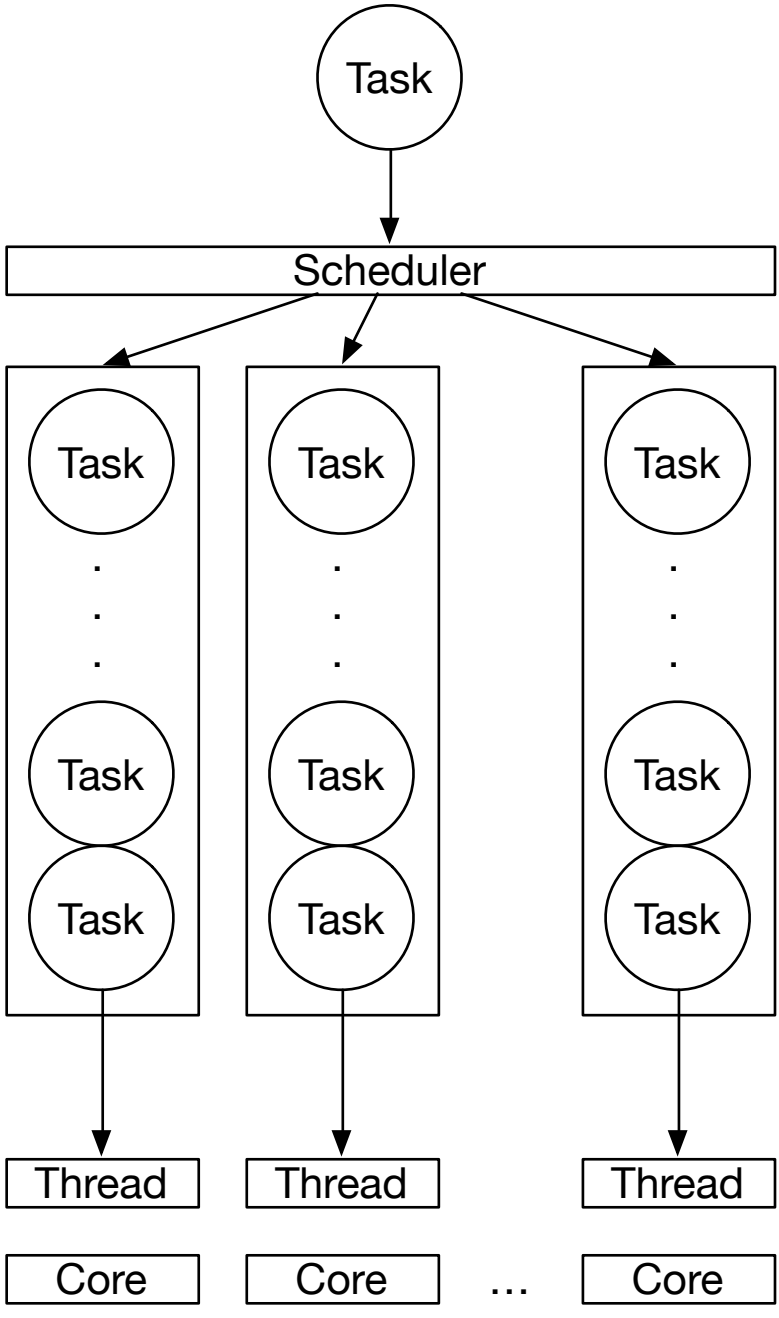 Task
Scheduler
Task Task Task
. . .
. . .
. . .
Task Task Task
Task Task Task
Thread Thread Thread
Core Core ... Core